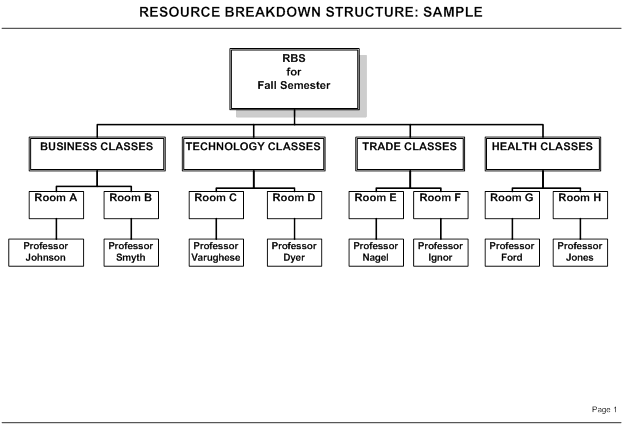 RESOURCE BREAKDOWN STRUCTURE: SAMPLE
RBS
for
Fall Semester
BUSINESS CLASSES
TECHNOLOGY CLASSES
TRADE CLASSES
HEALTH CLASSES
Room A
Room B
Room C
Room D
Room E
Room F
Room G
Room H
Professor
Johnson
Professor
Smyth
Professor
Varughese
Professor
Dyer
Professor
Nagel
Professor
Ignor
Professor
Ford
Professor
Jones
Page 1